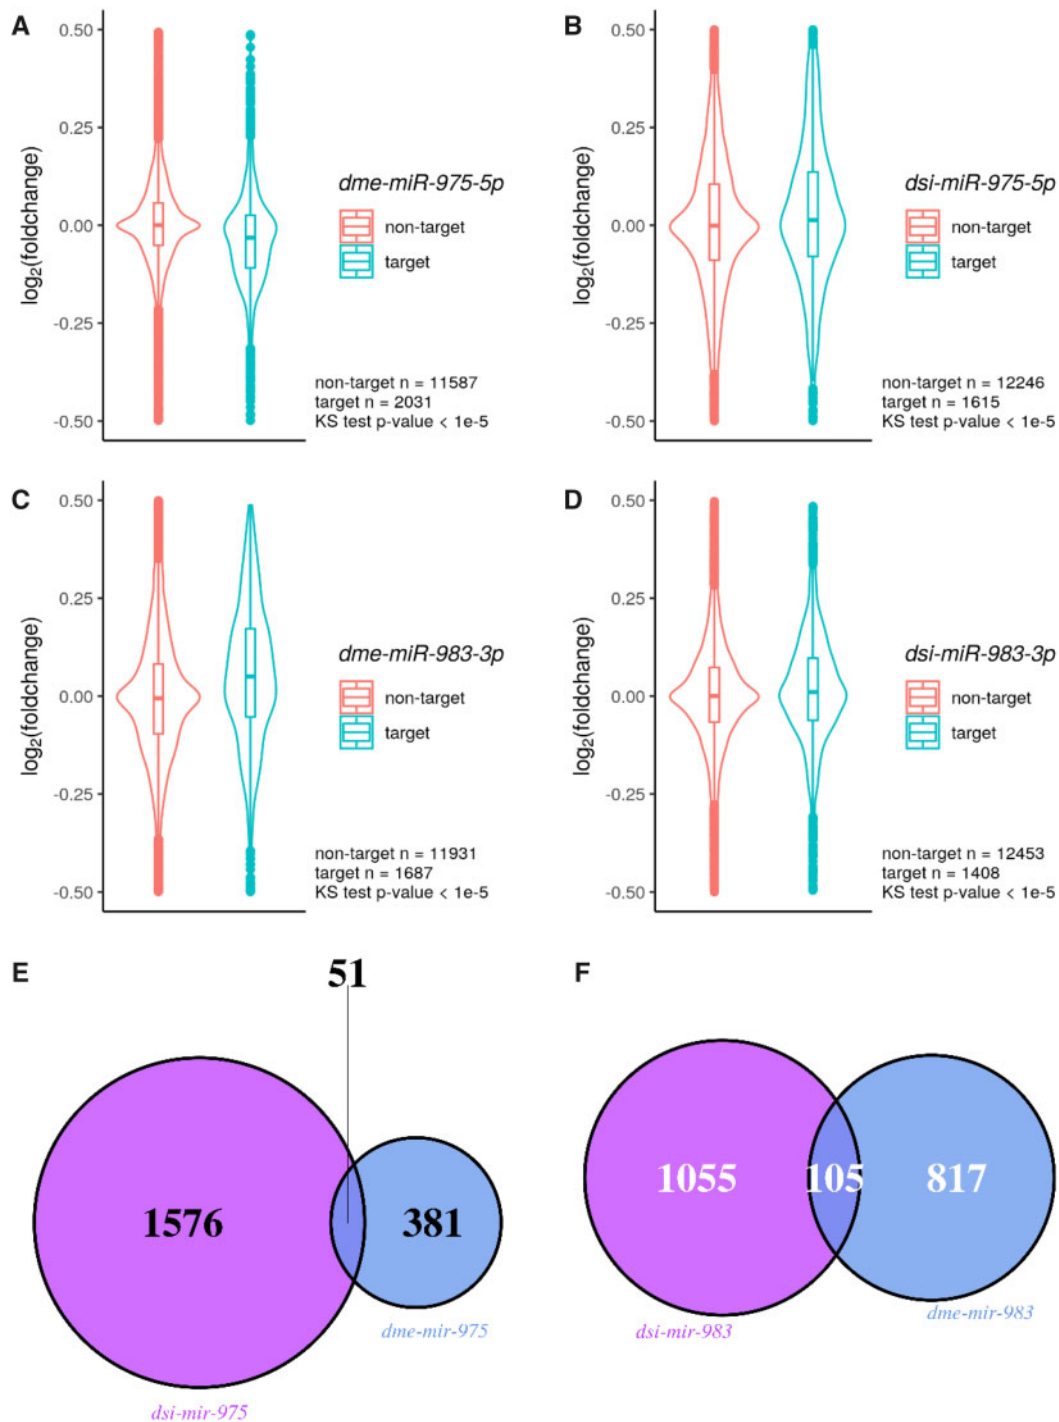 A
0.50
0.25
0.00
-0.25
-0.50
log2(foldchange)
dme-miR-975-5p
non-target
target
non-target n = 11587
target n = 2031
KS test p-value < 1e-5
B
0.50
0.25
0.00
-0.25
-0.50
log2(foldchange)
dsi-miR-975-5p
non-target
target
non-target n = 12246
target n = 1615
KS test p-value < 1e-5
C
0.50
0.25
0.00
-0.25
-0.50
log2(foldchange)
dme-miR-983-3p
non-target
target
non-target n = 11931
target n = 1687
KS test p-value < 1e-5
D
0.50
0.25
0.00
-0.25
-0.50
log2(foldchange)
dsi-miR-983-3p
non-target
target
non-target n = 12453
target n = 1408
KS test p-value < 1e-5
E
51
1576
381
dme-mir-975
dsi-mir-975
F
1055
105
817
dsi-mir-983
dme-mir-983